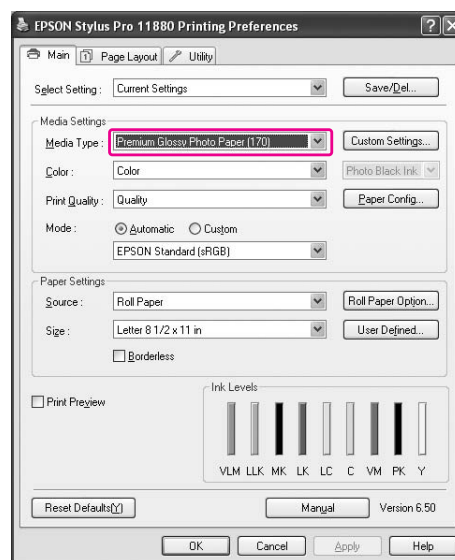 EPSON Stylus Pro 11880 Printing Preferences
Main Page Layout Utility
Select Setting : Current Settings Save/Del...
Media Settings
Media Type : Premium Glossy Photo Paper (170) Custom Settings...
Color : Color Photo Black Ink
Print Quality : Quality Paper Config...
Mode : Automatic Custom
EPSON Standard (sRGB)
Paper Settings
Source : Roll Paper Roll Paper Option...
Size : Letter 8 1/2 x 11 in User Defined...
Borderless
Print Preview
Ink Levels
VLM LLK MK LK LC C VM PK Y
Reset Defaults(Y) Manual Version 6.50
OK Cancel Apply Help